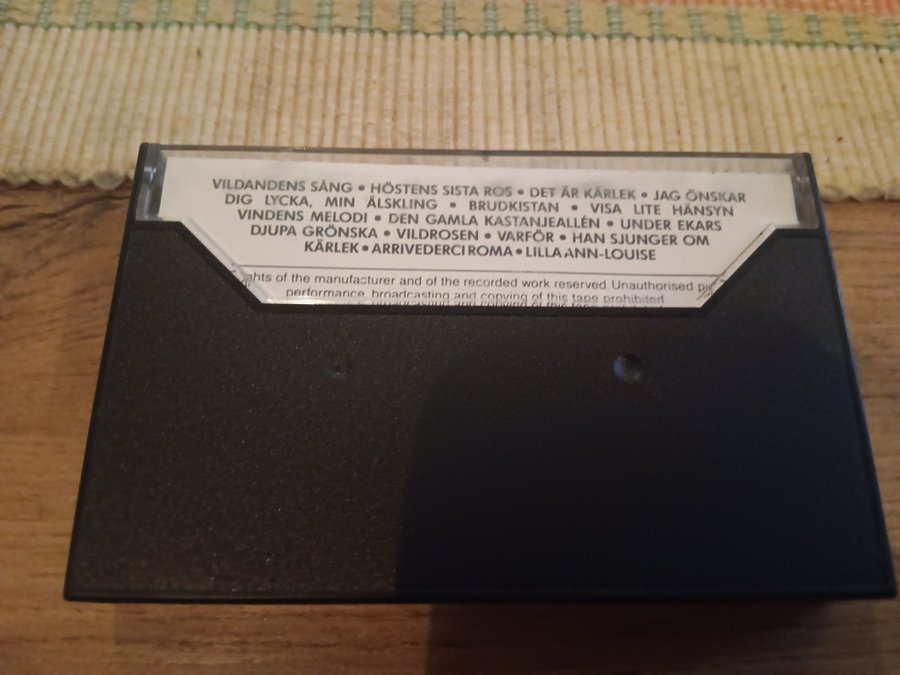 VILDANDENS SÅNG • HÖSTENS SISTA ROS • DET ÄR KÄRLEK • JAG ÖNSKAR
DIG LYCKA, MIN ÄLSKLING • BRUDKISTAN • VISA LITE HÄNSYN
VINDENS MELODI • DEN GAMLA KASTANJEALLÉN • UNDER EKARS
DJUPA GRÖNSKA • VILDROSEN • VARFÖR • HAN SJUNGER OM
KÄRLEK • ARRIVEDERCI ROMA • LILLA ANN-LOUISE
of the manufacturer and of the recorded work reserved. Unauthorised
performance, broadcasting and copying of this tape prohibited